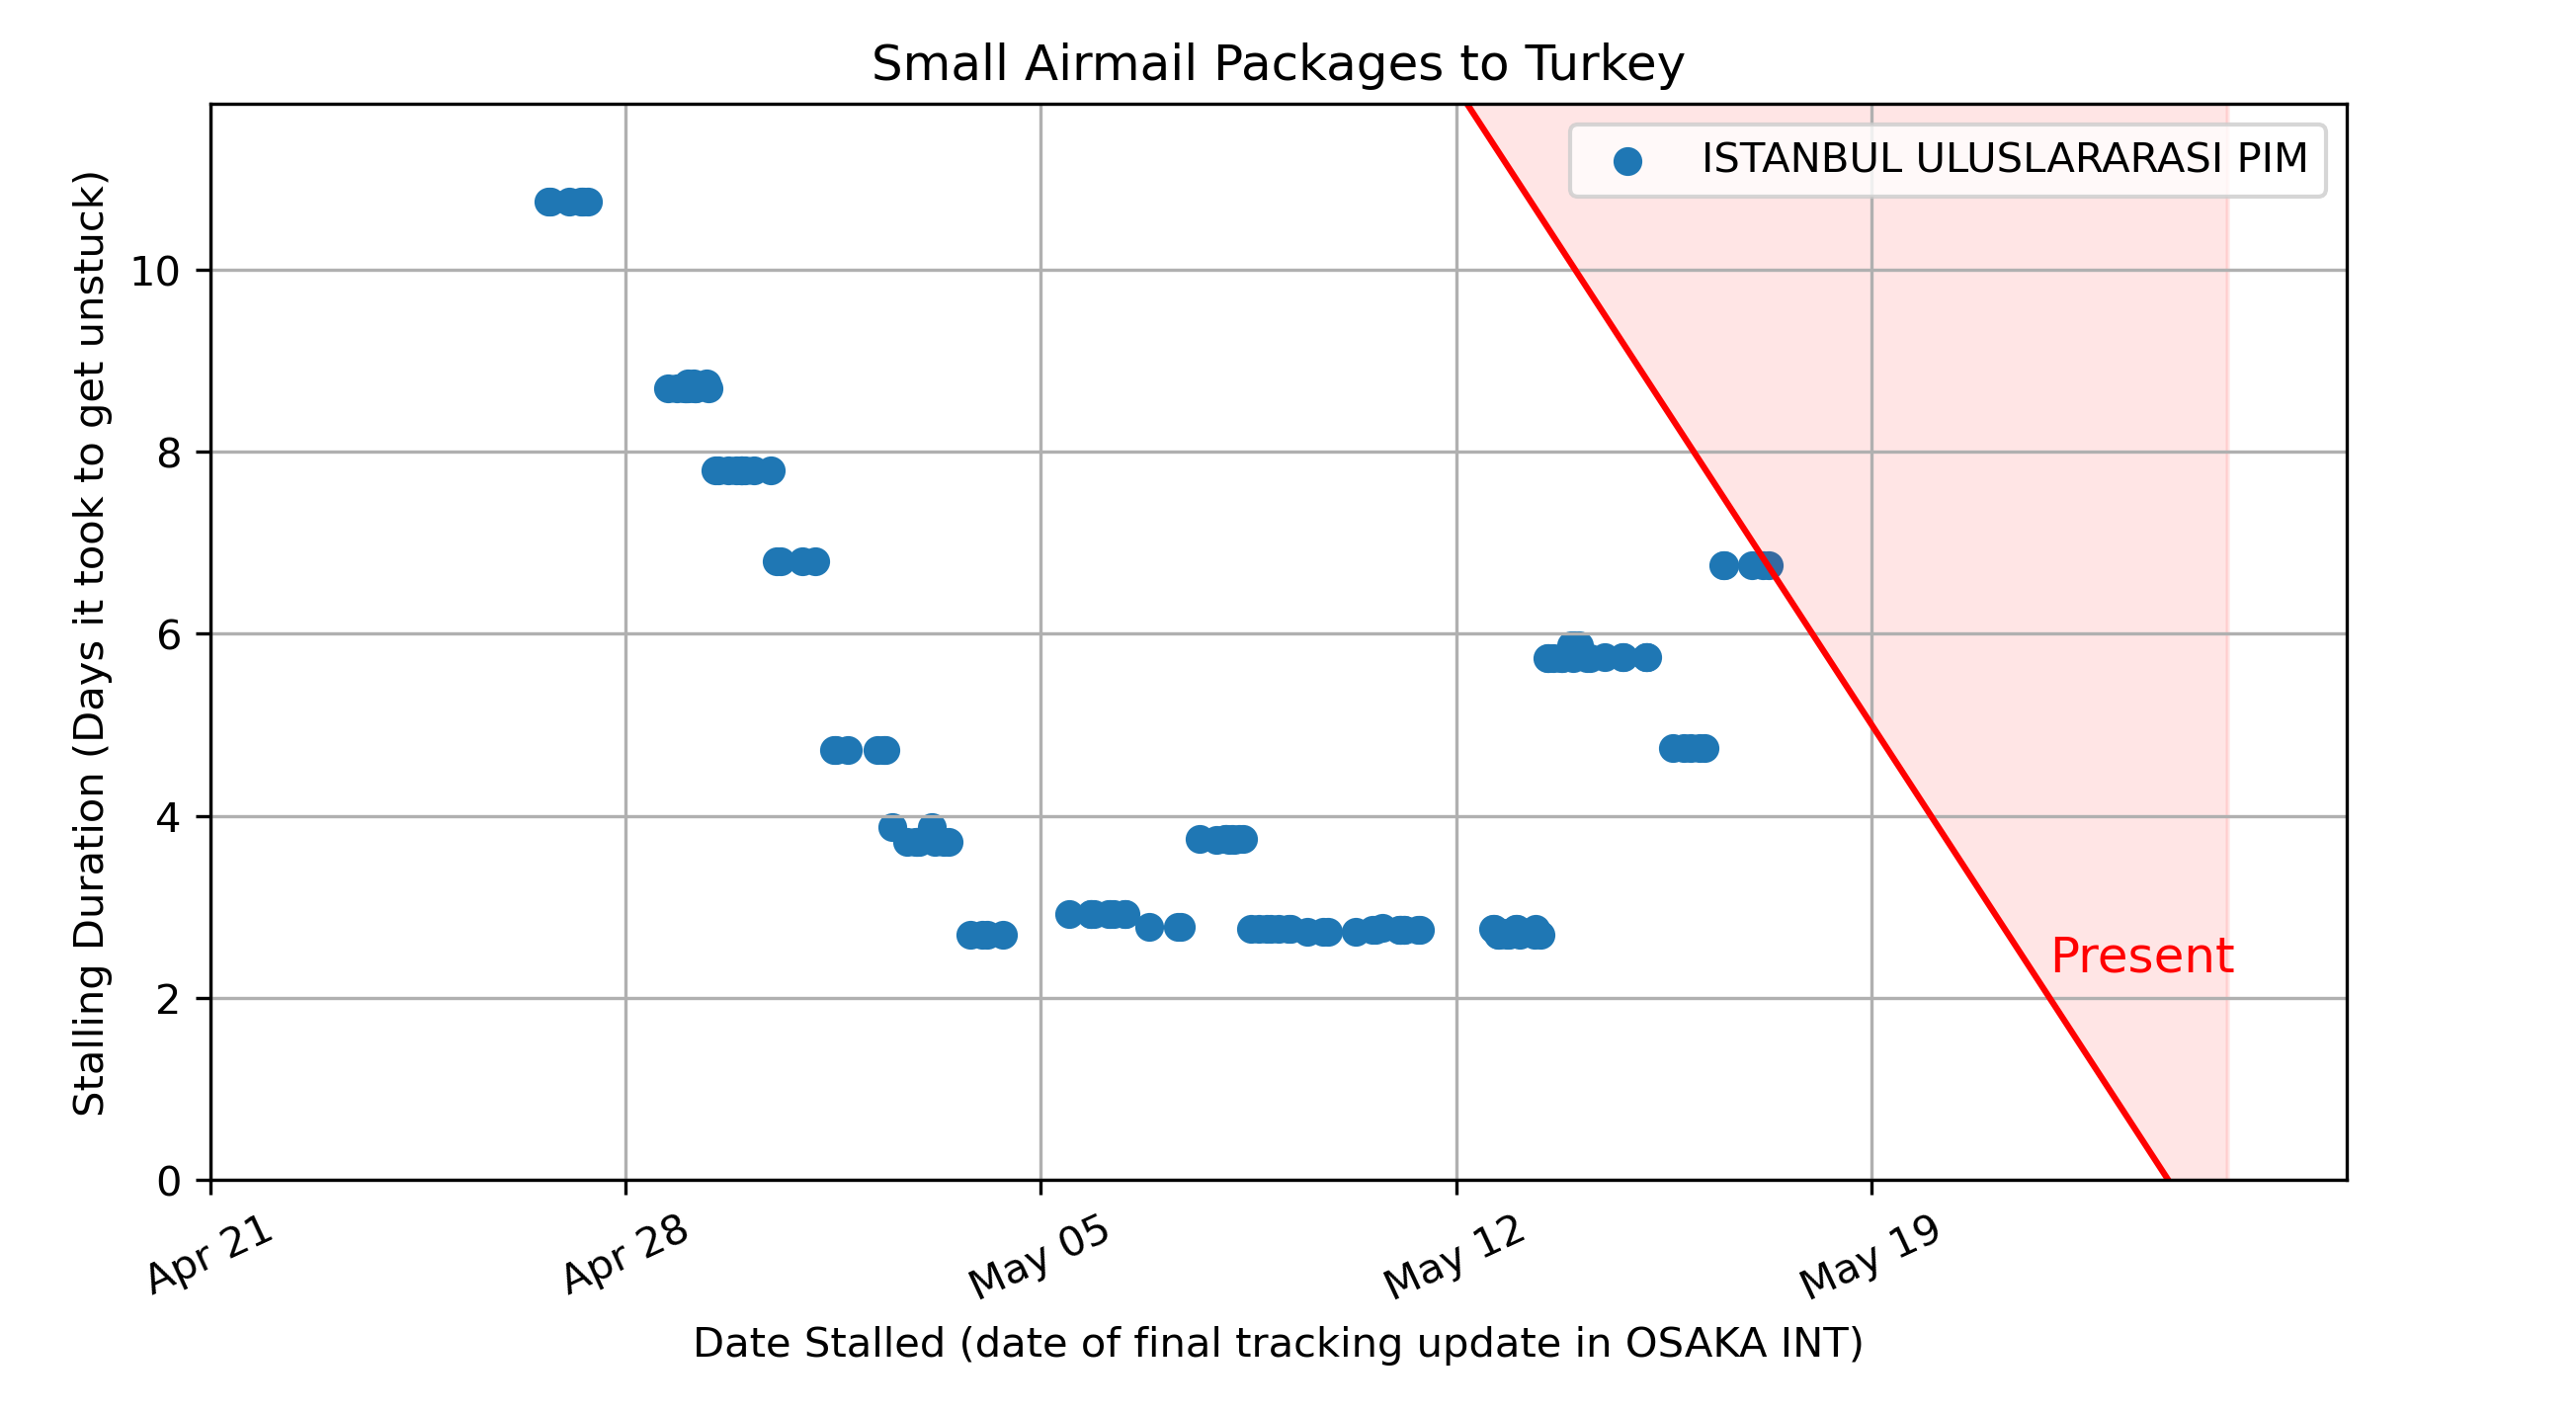 Small Airmail Packages to Turkey
ISTANBUL ULUSLARARASI PIM
Stalling Duration (Days it took to get unstuck)
10
8
6
4
2
0
Present
Apr 21
Apr 28
May 05
May 12
May 19
Date Stalled (date of final tracking update in OSAKA INT)